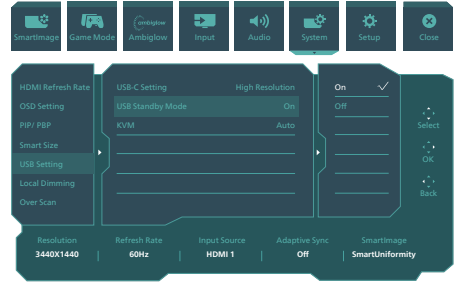 SmartImage Game Mode Ambiglow Input Audio System Setup Close
ambiglow
HDMI Refresh Rate
OSD Setting
PIP/ PBP
Smart Size
USB Setting
Local Dimming
Over Scan
USB-C Setting High Resolution
USB Standby Mode On
KVM Auto
On
Off
Select
OK
Back
Resolution Refresh Rate Input Source Adaptive Sync SmartImage
3440X1440 | 60Hz | HDMI 1 | Off | SmartUniformity